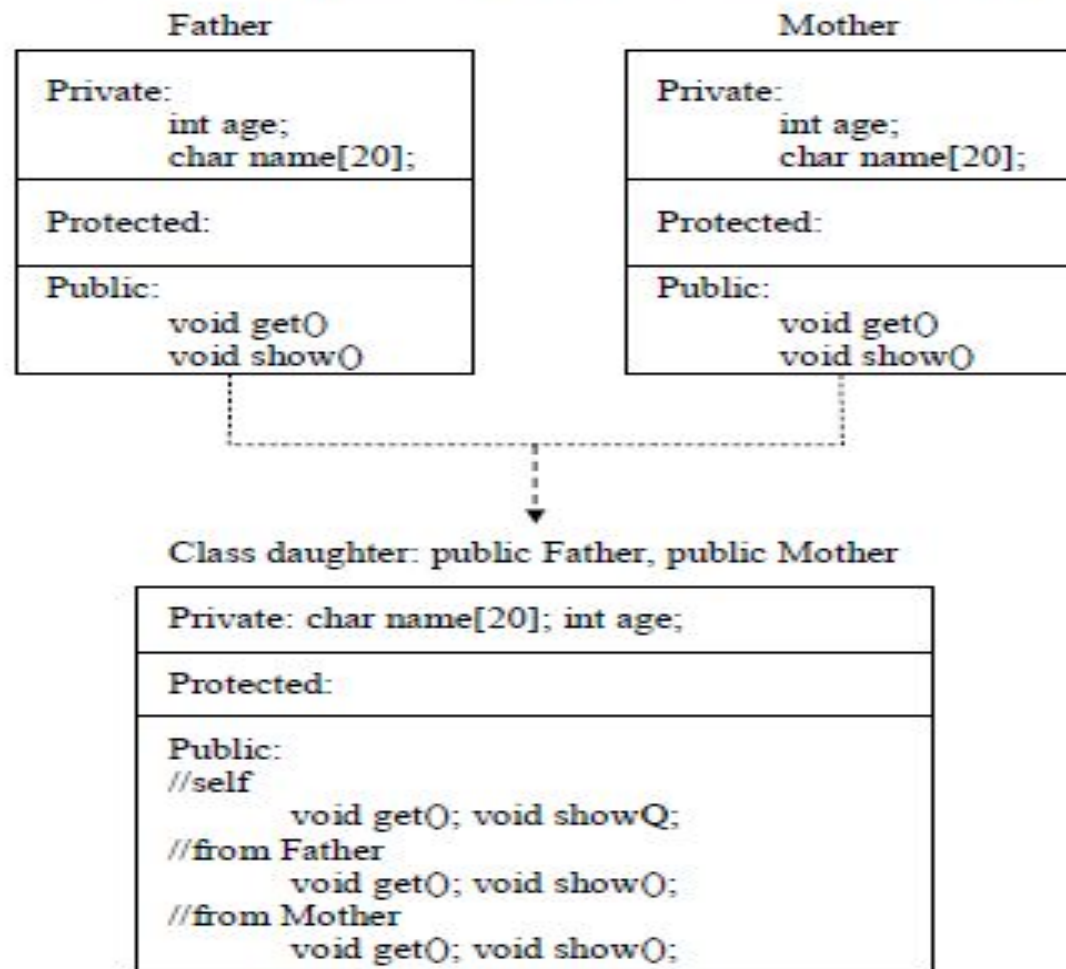 Father
Private:
int age;
char name[20];
Protected:
Public:
void get()
void show()
Mother
Private:
int age;
char name[20];
Protected:
Public:
void get()
void show()
Class daughter: public Father, public Mother
Private: char name[20]; int age;
Protected:
Public:
//self
void get(); void showQ;
//from Father
void get(); void show();
//from Mother
void get(); void show();